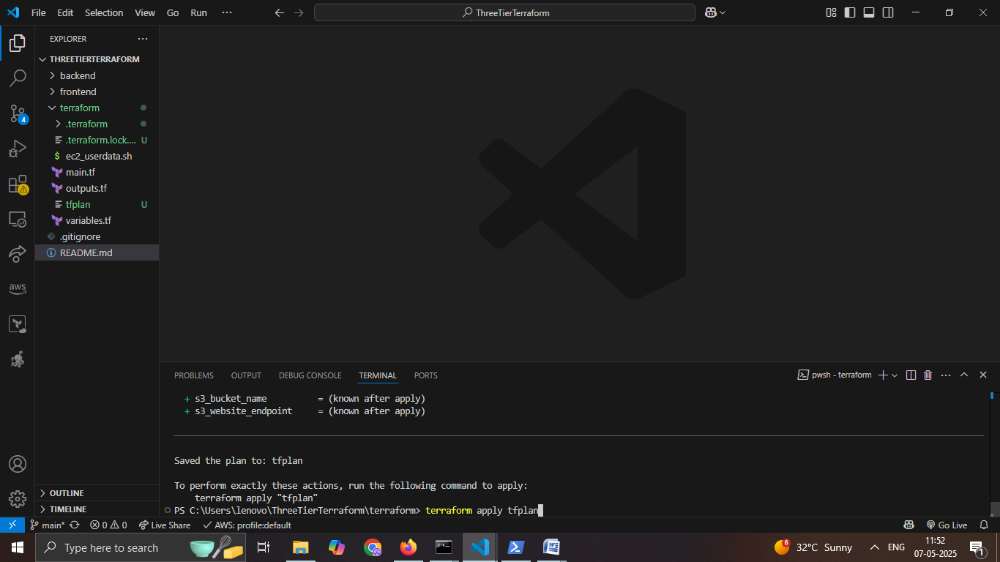 File Edit Selection View Go Run ···
ThreeTierTerraform
EXPLORER ···
THREETIERTERRAFORM
backend
frontend
terraform
.terraform
.terraform.lock.... U
$ ec2_userdata.sh
main.tf
outputs.tf
tfplan U
variables.tf
.gitignore
README.md
4
aws
OUTLINE
TIMELINE
PROBLEMS OUTPUT DEBUG CONSOLE TERMINAL PORTS
pwsh - terraform
+ s3_bucket_name = (known after apply)
+ s3_website_endpoint = (known after apply)
Saved the plan to: tfplan
To perform exactly these actions, run the following command to apply:
terraform apply "tfplan"
PS C:\Users\lenovo\ThreeTierTerraform\terraform> terraform apply tfplan
main* 0 0 Live Share AWS: profile:default Go Live
Type here to search
6 32°C Sunny ENG
11:52
07-05-2025
1